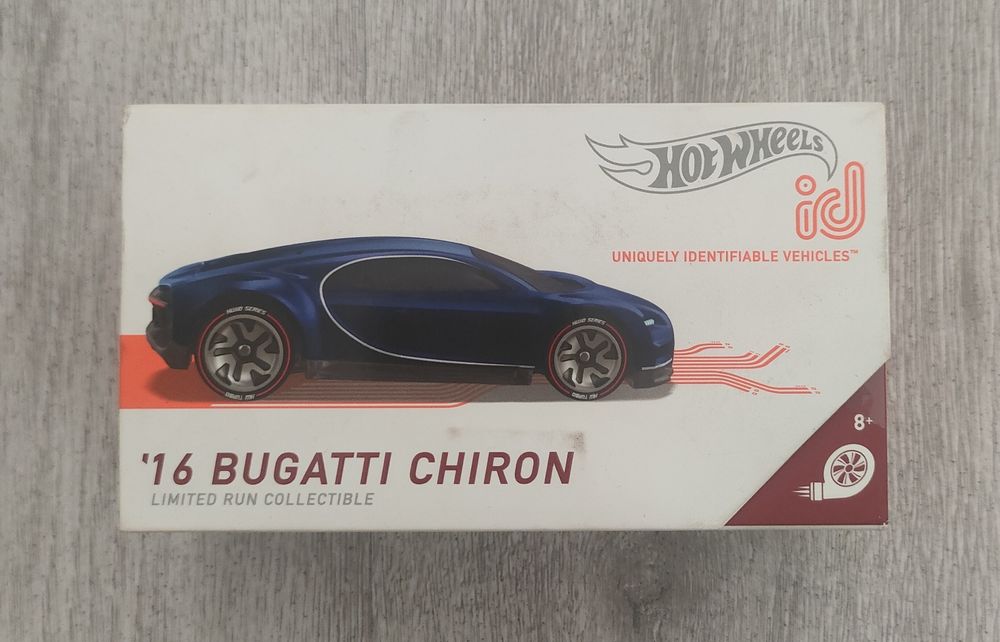 Hot Wheels
id
UNIQUELY IDENTIFIABLE VEHICLES™
'16 BUGATTI CHIRON
LIMITED RUN COLLECTIBLE
8+